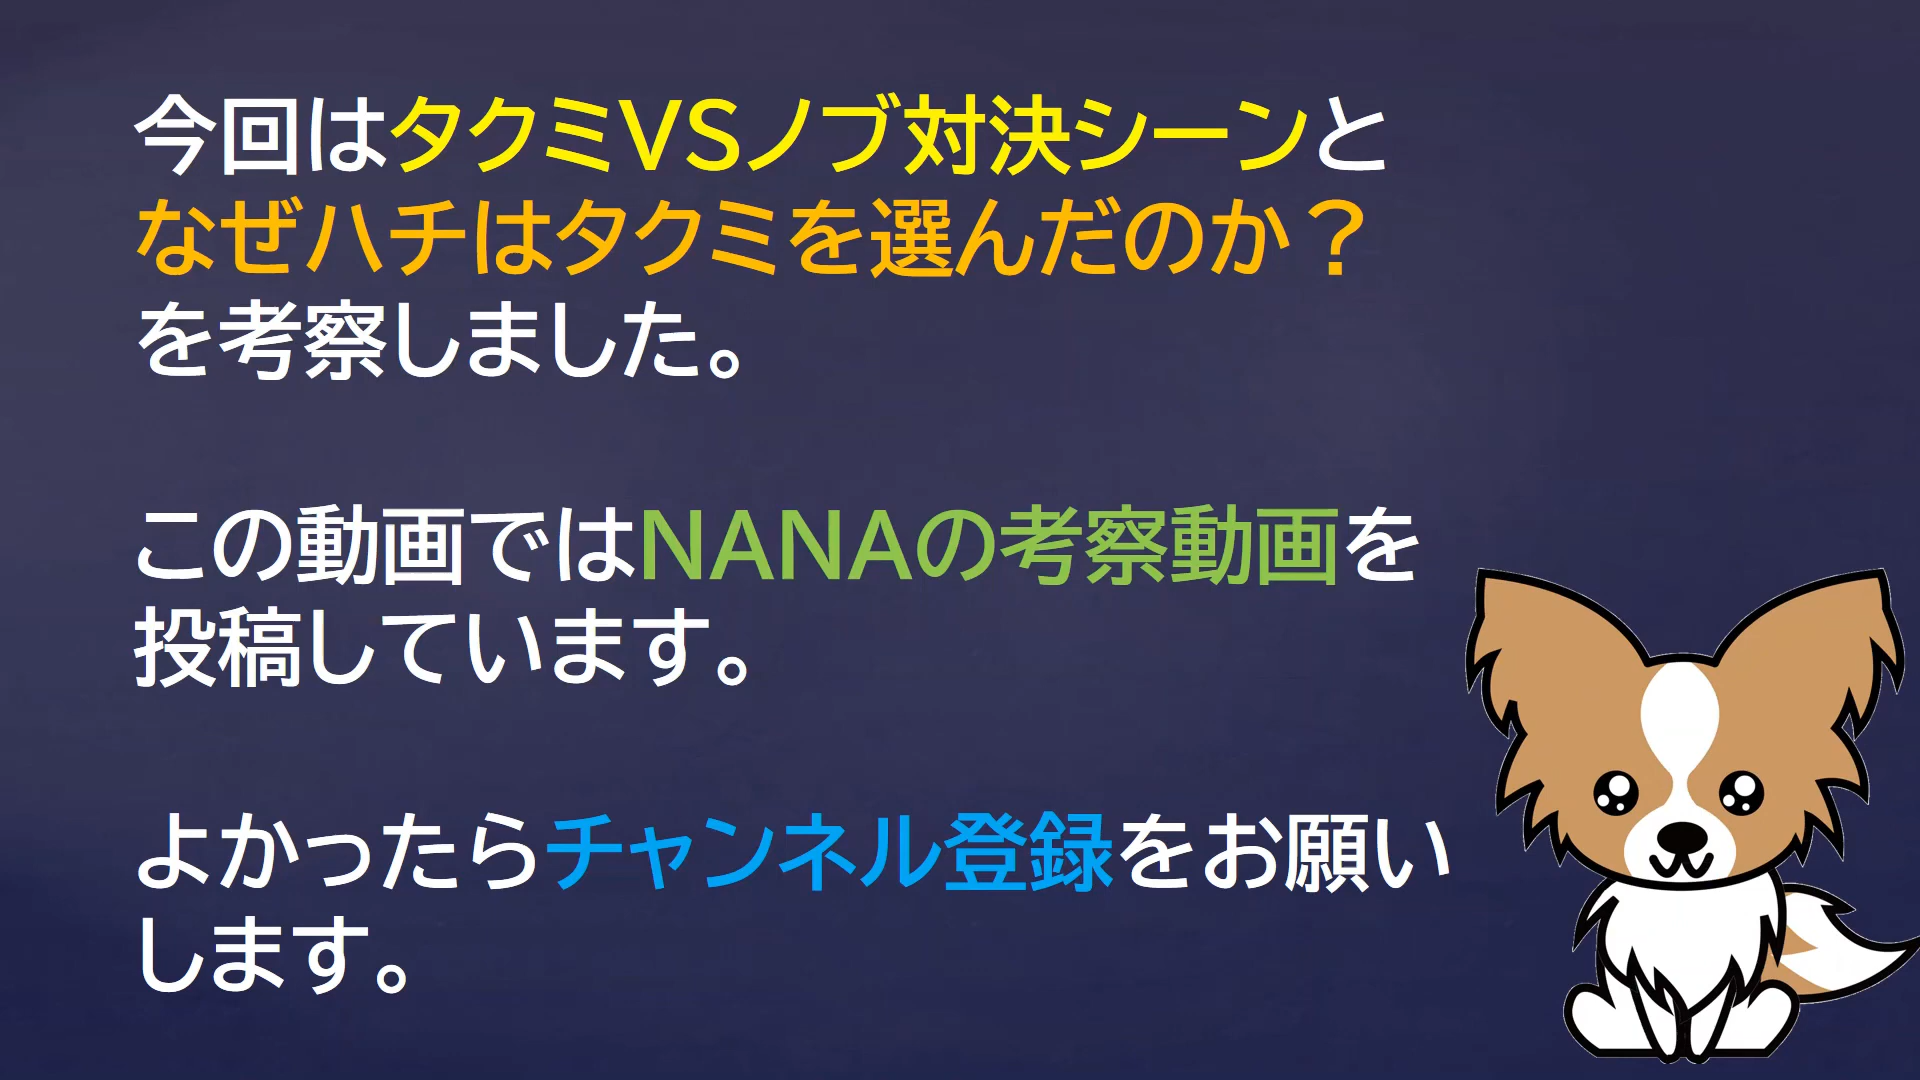 今回はタクミVSノブ対決シーンと
なぜハチはタクミを選んだのか？
を考察しました。
この動画ではNANAの考察動画を
投稿しています。
よかったらチャンネル登録をお願い
します。